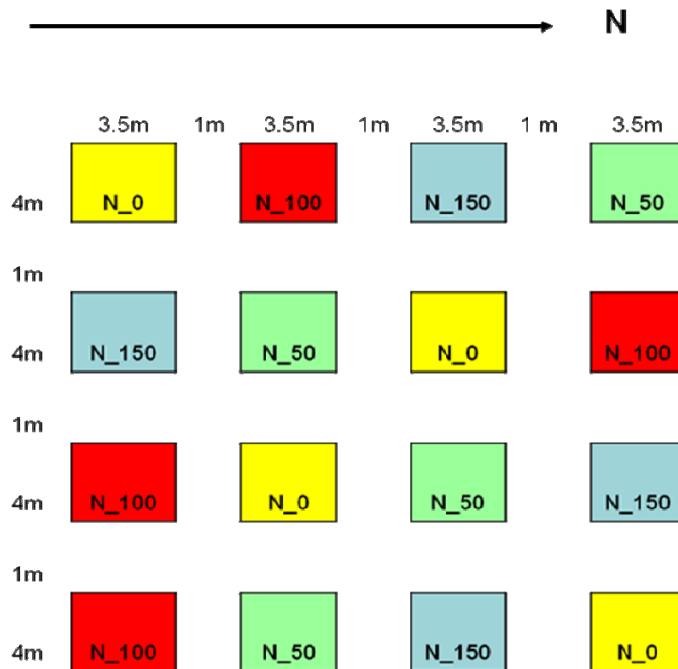 N
3.5m 1m 3.5m 1m 3.5m 1 m 3.5m
4m N_0 N_100 N_150 N_50
1m
4m N_150 N_50 N_0 N_100
1m
4m N_100 N_0 N_50 N_150
1m
4m N_100 N_50 N_150 N_0